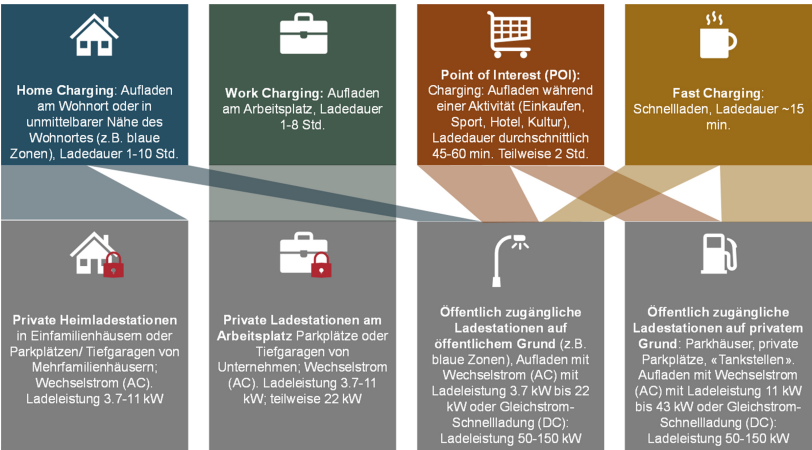 Home Charging: Aufladen
am Wohnort oder in
unmittelbarer Nähe des
Wohnortes (z.B. blaue
Zonen), Ladedauer 1-10 Std.
Work Charging: Aufladen
am Arbeitsplatz, Ladedauer
1-8 Std.
Point of Interest (POI):
Charging: Aufladen während
einer Aktivität (Einkaufen,
Sport, Hotel, Kultur),
Ladedauer durchschnittlich
45-60 min. Teilweise 2 Std.
Fast Charging:
Schnellladen, Ladedauer ~15
min.
Private Heimladestationen
in Einfamilienhäusern oder
Parkplätzen/ Tiefgaragen von
Mehrfamilienhäusern;
Wechselstrom (AC).
Ladeleistung 3.7-11 kW
Private Ladestationen am
Arbeitsplatz Parkplätze oder
Tiefgaragen von
Unternehmen; Wechselstrom
(AC). Ladeleistung 3.7-11
kW; teilweise 22 kW
Öffentlich zugängliche
Ladestationen auf
öffentlichem Grund (z.B.
blaue Zonen), Aufladen mit
Wechselstrom (AC) mit
Ladeleistung 3.7 kW bis 22
kW oder Gleichstrom-
Schnellladung (DC):
Ladeleistung 50-150 kW
Öffentlich zugängliche
Ladestationen auf privatem
Grund: Parkhäuser, private
Parkplätze, «Tankstellen».
Aufladen mit Wechselstrom
(AC) mit Ladeleistung 11 kW
bis 43 kW oder Gleichstrom-
Schnellladung (DC):
Ladeleistung 50-150 kW